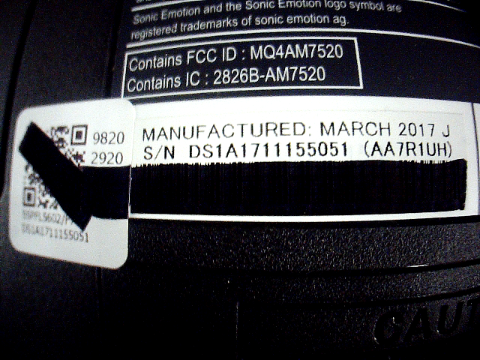 Sonic Emotion and the Sonic Emotion logo symbol are
registered trademarks of sonic emotion ag.
Contains FCC ID : MQ4AM7520
Contains IC : 2826B-AM7520
9820
2920
MANUFACTURED: MARCH 2017 J
S/N DS1A1711155051 (AA7R1UH)
DS1A1711155051
CAUT